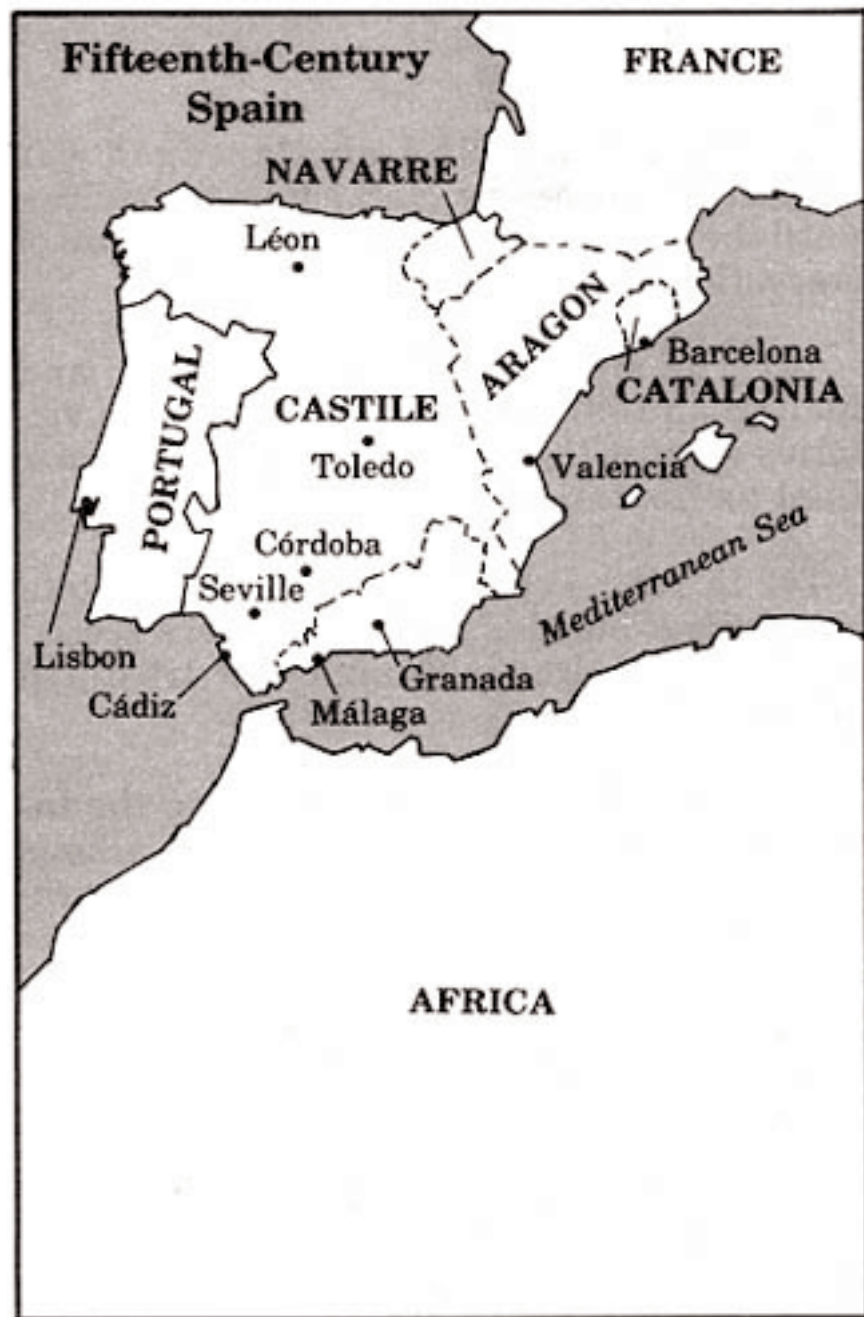 Fifteenth-Century
Spain
FRANCE
NAVARRE
Léon
ARAGON
Barcelona
CATALONIA
PORTUGAL
CASTILE
Toledo
Valencia
Córdoba
Seville
Mediterranean Sea
Lisbon
Cádiz
Granada
Málaga
AFRICA